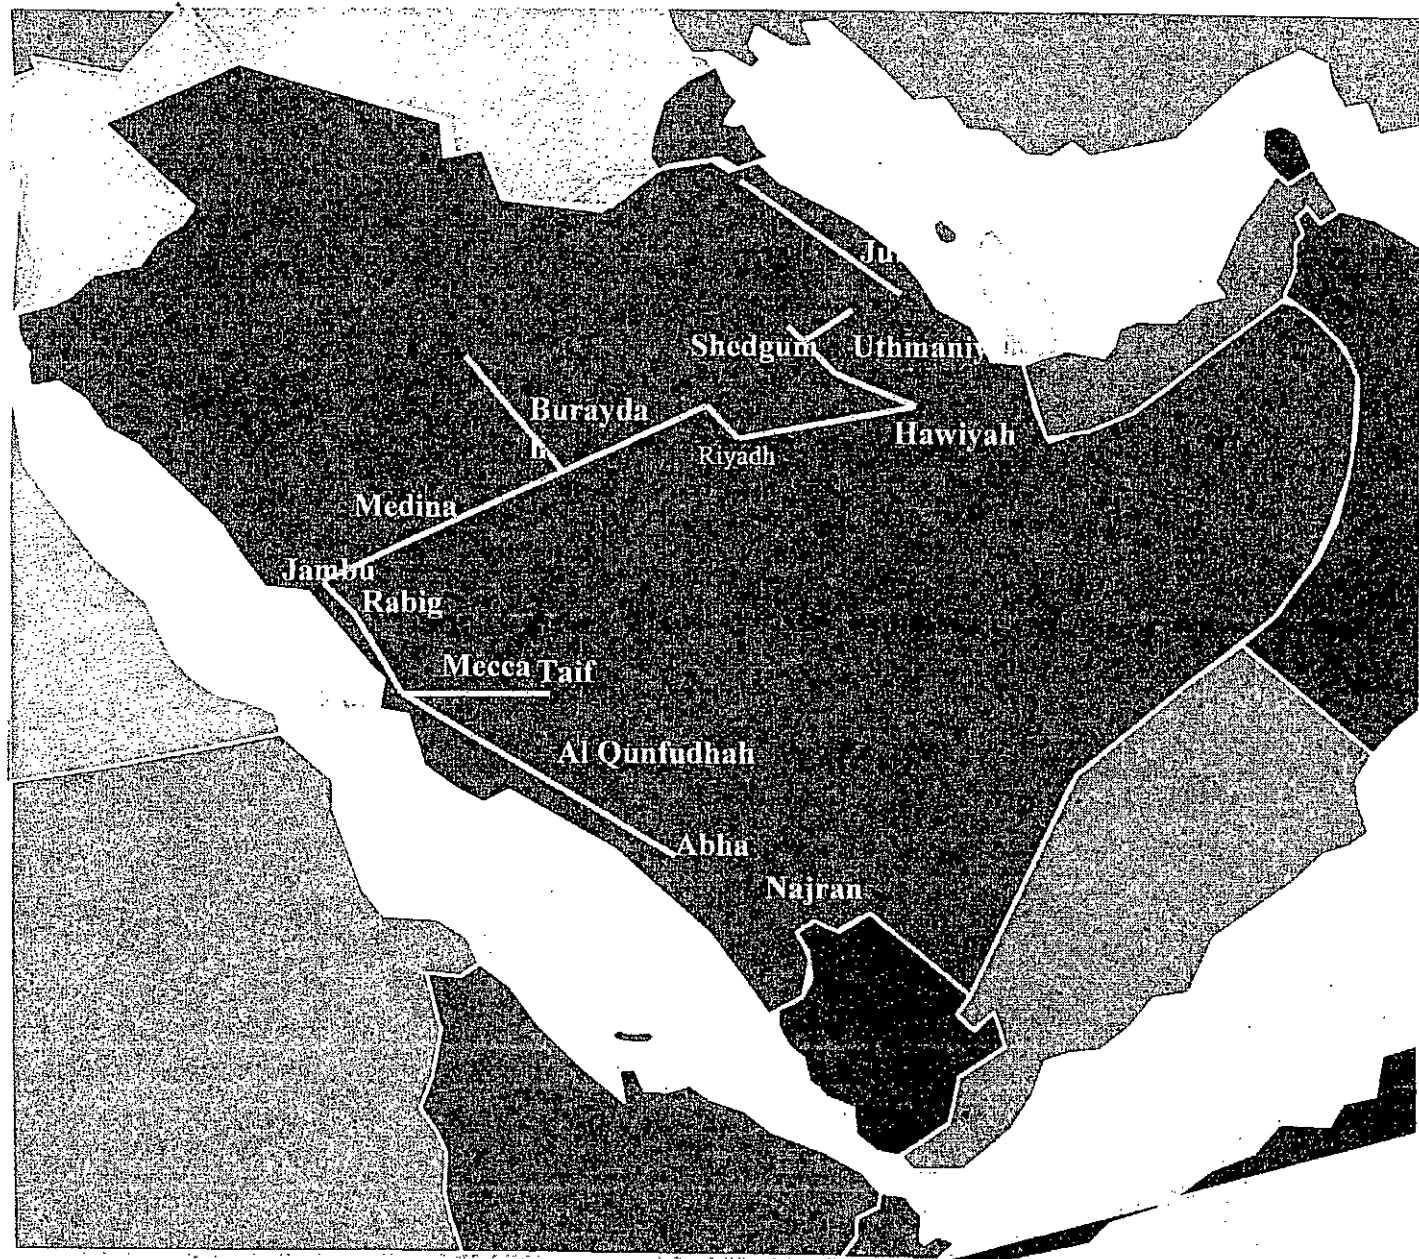 Ju
Shedgum
Uthmaniy
Burayda
h
Hawiyah
Riyadh
Medina
Jambu
Rabig
Mecca
Taif
Al Qunfudhah
Abha
Najran